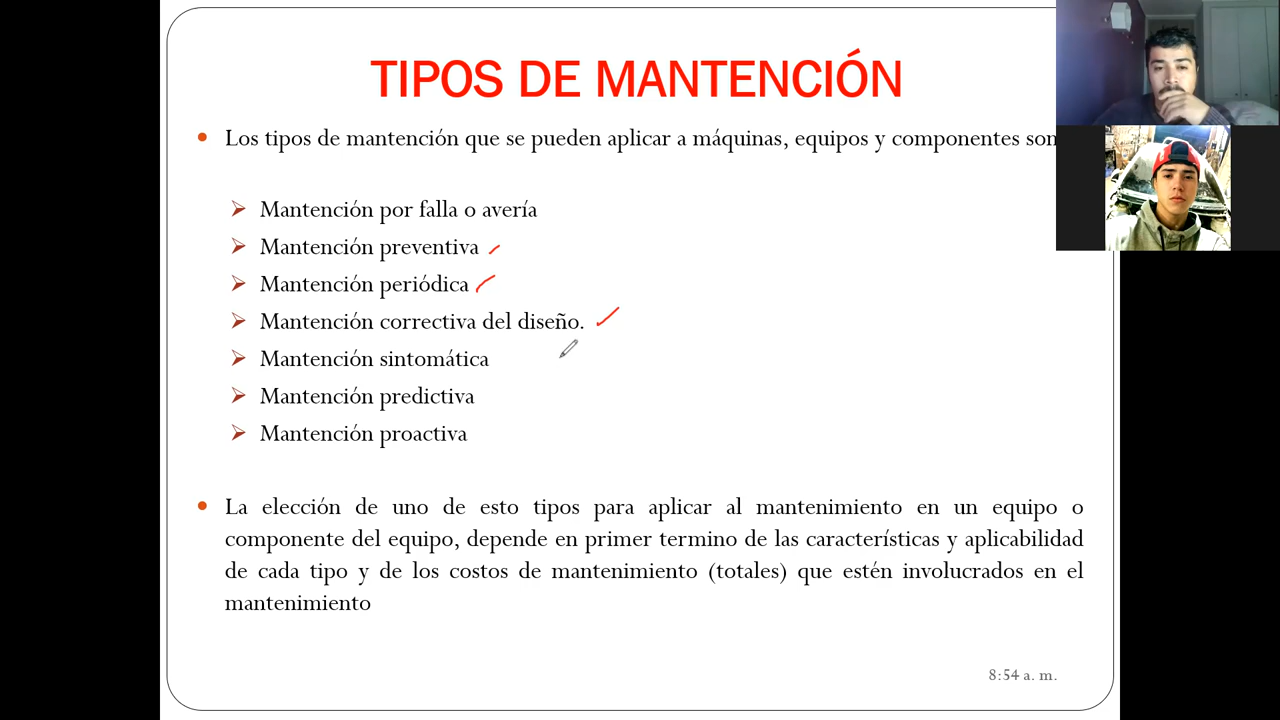 TIPOS DE MANTENCIÓN
Los tipos de mantención que se pueden aplicar a máquinas, equipos y componentes son
Mantención por falla o avería
Mantención preventiva
Mantención periódica
Mantención correctiva del diseño.
Mantención sintomática
Mantención predictiva
Mantención proactiva
La elección de uno de esto tipos para aplicar al mantenimiento en un equipo o
componente del equipo, depende en primer termino de las características y aplicabilidad
de cada tipo y de los costos de mantenimiento (totales) que estén involucrados en el
mantenimiento
8:54 a. m.